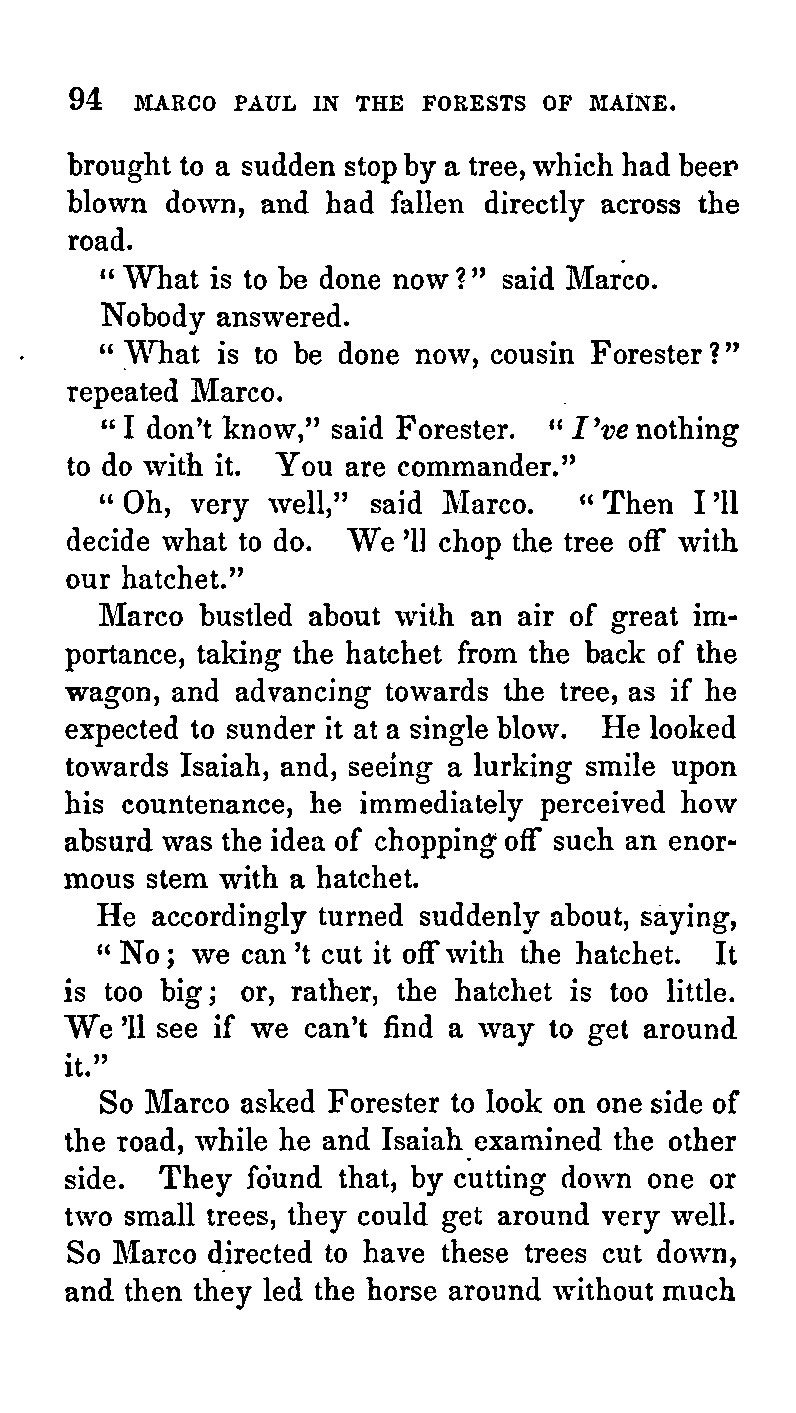 94 MARCO PAUL IN THE FORESTS OF MAINE.
brought to a sudden stop by a tree, which had been
blown down, and had fallen directly across the
road.
“ What is to be done now ?” said Marco.
Nobody answered.
“ What is to be done now, cousin Forester ?”
repeated Marco.
“ I don’t know,” said Forester. “ I’ve nothing
to do with it. You are commander.”
“ Oh, very well,” said Marco. “ Then I ’ll
decide what to do. We ’ll chop the tree off with
our hatchet.”
Marco bustled about with an air of great im-
portance, taking the hatchet from the back of the
wagon, and advancing towards the tree, as if he
expected to sunder it at a single blow. He looked
towards Isaiah, and, seeing a lurking smile upon
his countenance, he immediately perceived how
absurd was the idea of chopping off such an enor-
mous stem with a hatchet.
He accordingly turned suddenly about, saying,
“ No ; we can ’t cut it off with the hatchet. It
is too big ; or, rather, the hatchet is too little.
We ’ll see if we can’t find a way to get around
it.”
So Marco asked Forester to look on one side of
the road, while he and Isaiah examined the other
side. They found that, by cutting down one or
two small trees, they could get around very well.
So Marco directed to have these trees cut down,
and then they led the horse around without much